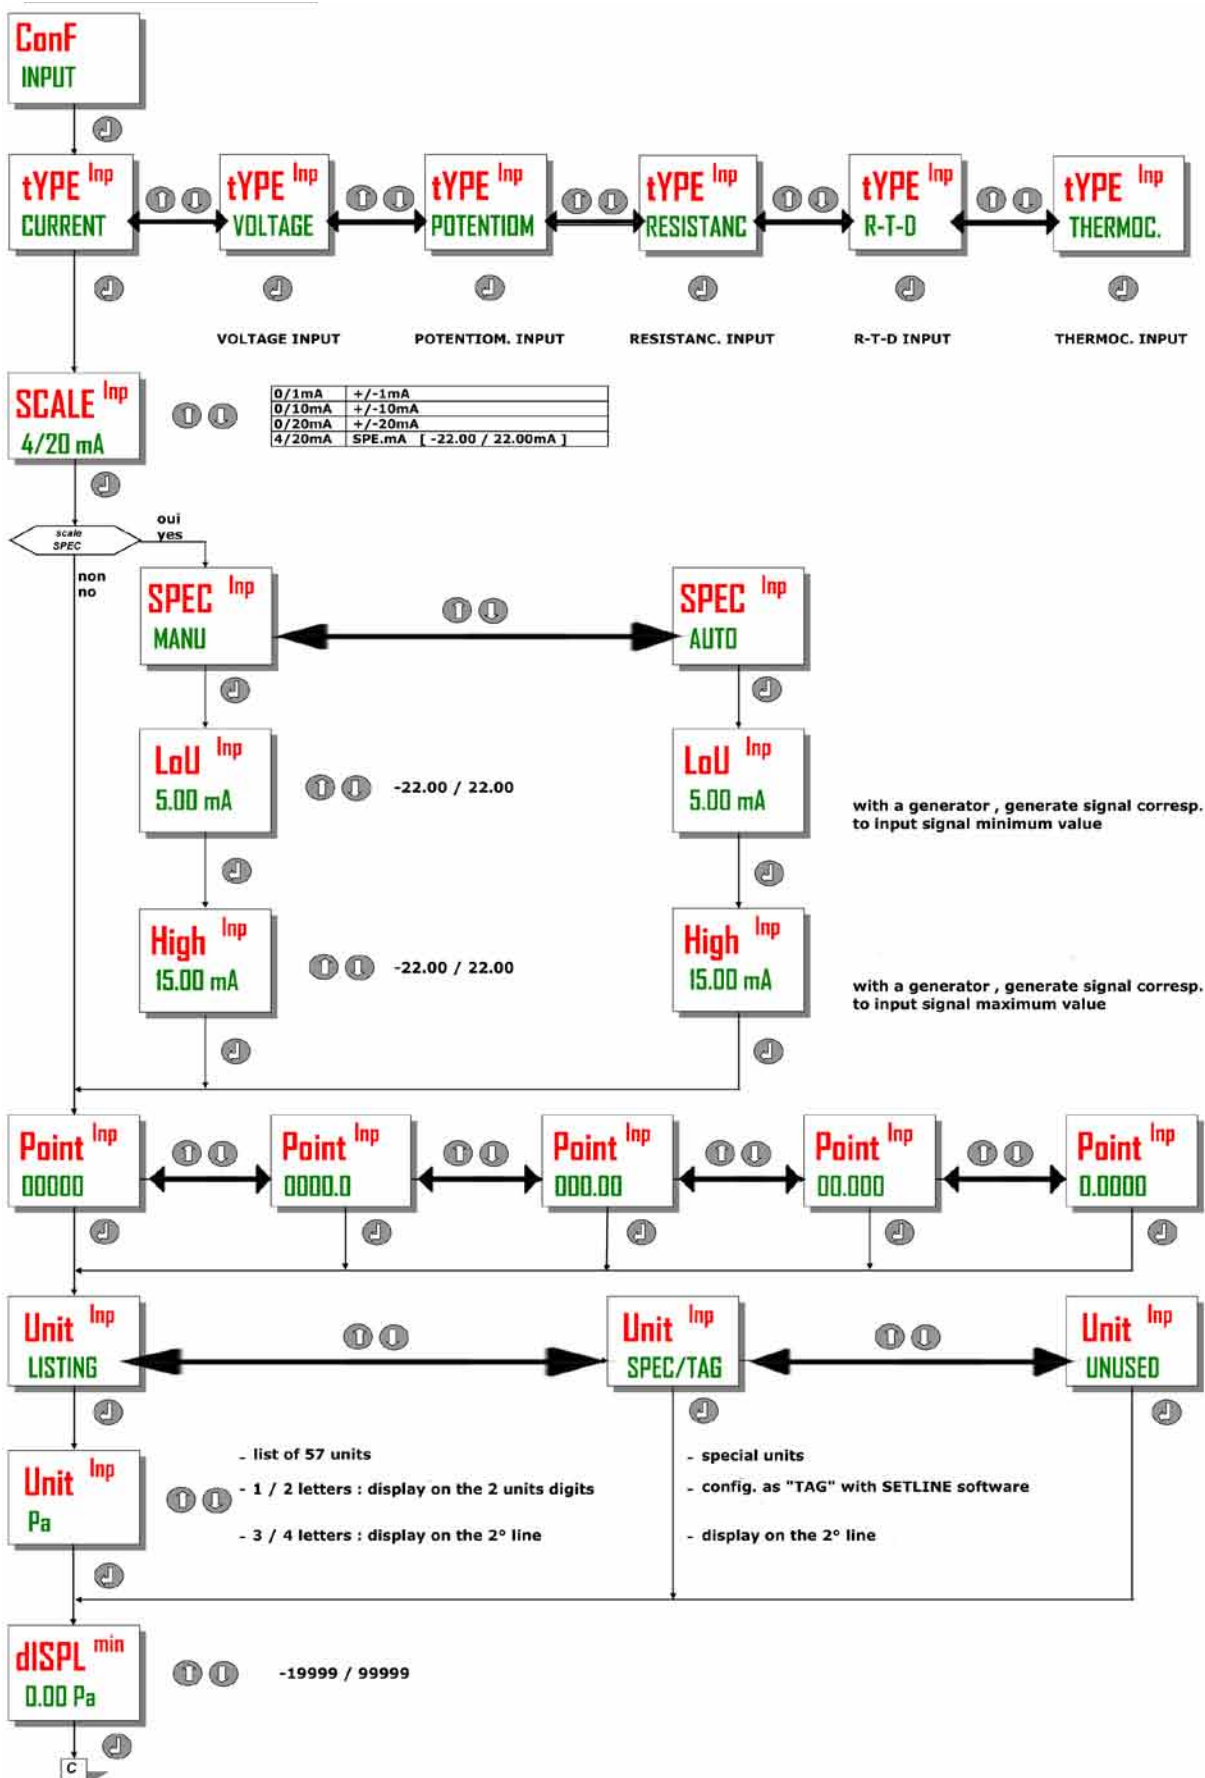 ConF
INPUT
tYPE Inp
CURRENT
tYPE Inp
VOLTAGE
tYPE Inp
POTENTIOM
tYPE Inp
RESISTANC
tYPE Inp
R-T-D
tYPE Inp
THERMOC.
VOLTAGE INPUT
POTENTIOM. INPUT
RESISTANC. INPUT
R-T-D INPUT
THERMOC. INPUT
SCALE Inp
4/20 mA
0/1mA +/-1mA
0/10mA +/-10mA
0/20mA +/-20mA
4/20mA SPE.mA [ -22.00 / 22.00mA ]
scale
SPEC
oui
yes
non
no
SPEC Inp
MANU
SPEC Inp
AUTO
LoU Inp
5.00 mA
-22.00 / 22.00
LoU Inp
5.00 mA
with a generator , generate signal corresp.
to input signal minimum value
High Inp
15.00 mA
-22.00 / 22.00
High Inp
15.00 mA
with a generator , generate signal corresp.
to input signal maximum value
Point Inp
00000
Point Inp
0000.0
Point Inp
000.00
Point Inp
00.000
Point Inp
0.0000
Unit Inp
LISTING
Unit Inp
SPEC/TAG
Unit Inp
UNUSED
Unit Inp
Pa
- list of 57 units
- 1 / 2 letters : display on the 2 units digits
- 3 / 4 letters : display on the 2° line
- special units
- config. as "TAG" with SETLINE software
- display on the 2° line
dISPL min
0.00 Pa
-19999 / 99999
C